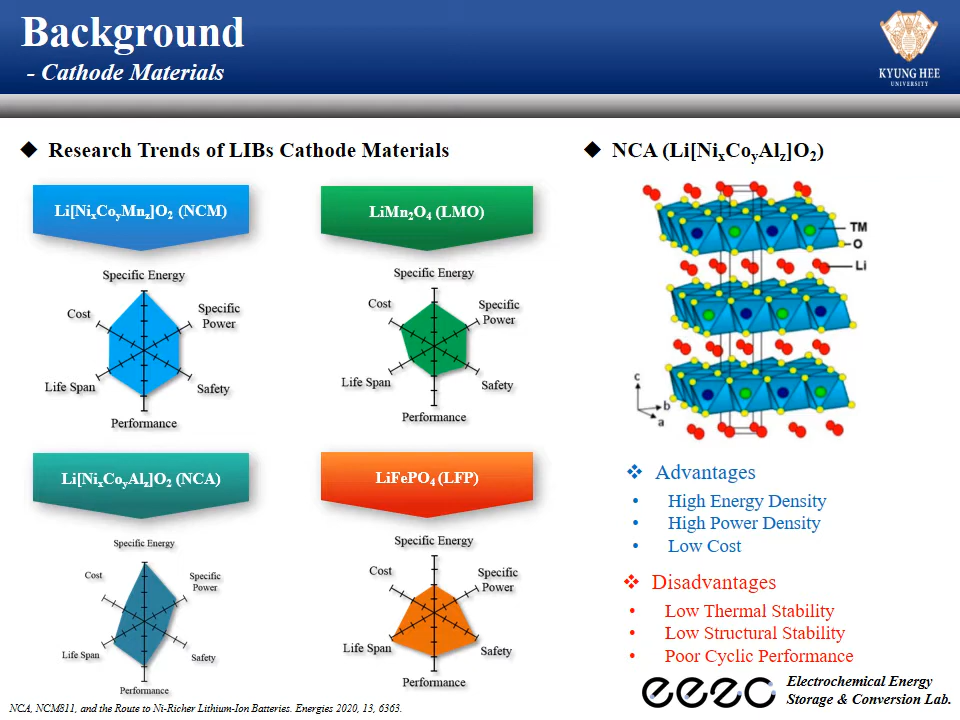 Background
- Cathode Materials
KYUNG HEE
UNIVERSITY
◆ Research Trends of LIBs Cathode Materials
Li[NiₓCoᵧMn_z]O₂ (NCM)
Specific Energy
Cost
Specific
Power
Life Span
Safety
Performance
LiMn₂O₄ (LMO)
Specific Energy
Cost
Specific
Power
Life Span
Safety
Performance
Li[NiₓCoᵧAl_z]O₂ (NCA)
Specific Energy
Cost
Specific
Power
Life Span
Safety
Performance
LiFePO₄ (LFP)
Specific Energy
Cost
Specific
Power
Life Span
Safety
Performance
◆ NCA (Li[NiₓCoᵧAl_z]O₂)
TM
O
Li
c
b
a
❖ Advantages
• High Energy Density
• High Power Density
• Low Cost
❖ Disadvantages
• Low Thermal Stability
• Low Structural Stability
• Poor Cyclic Performance
eesc Electrochemical Energy
Storage & Conversion Lab.
NCA, NCM811, and the Route to Ni-Richer Lithium-Ion Batteries. Energies 2020, 13, 6363.